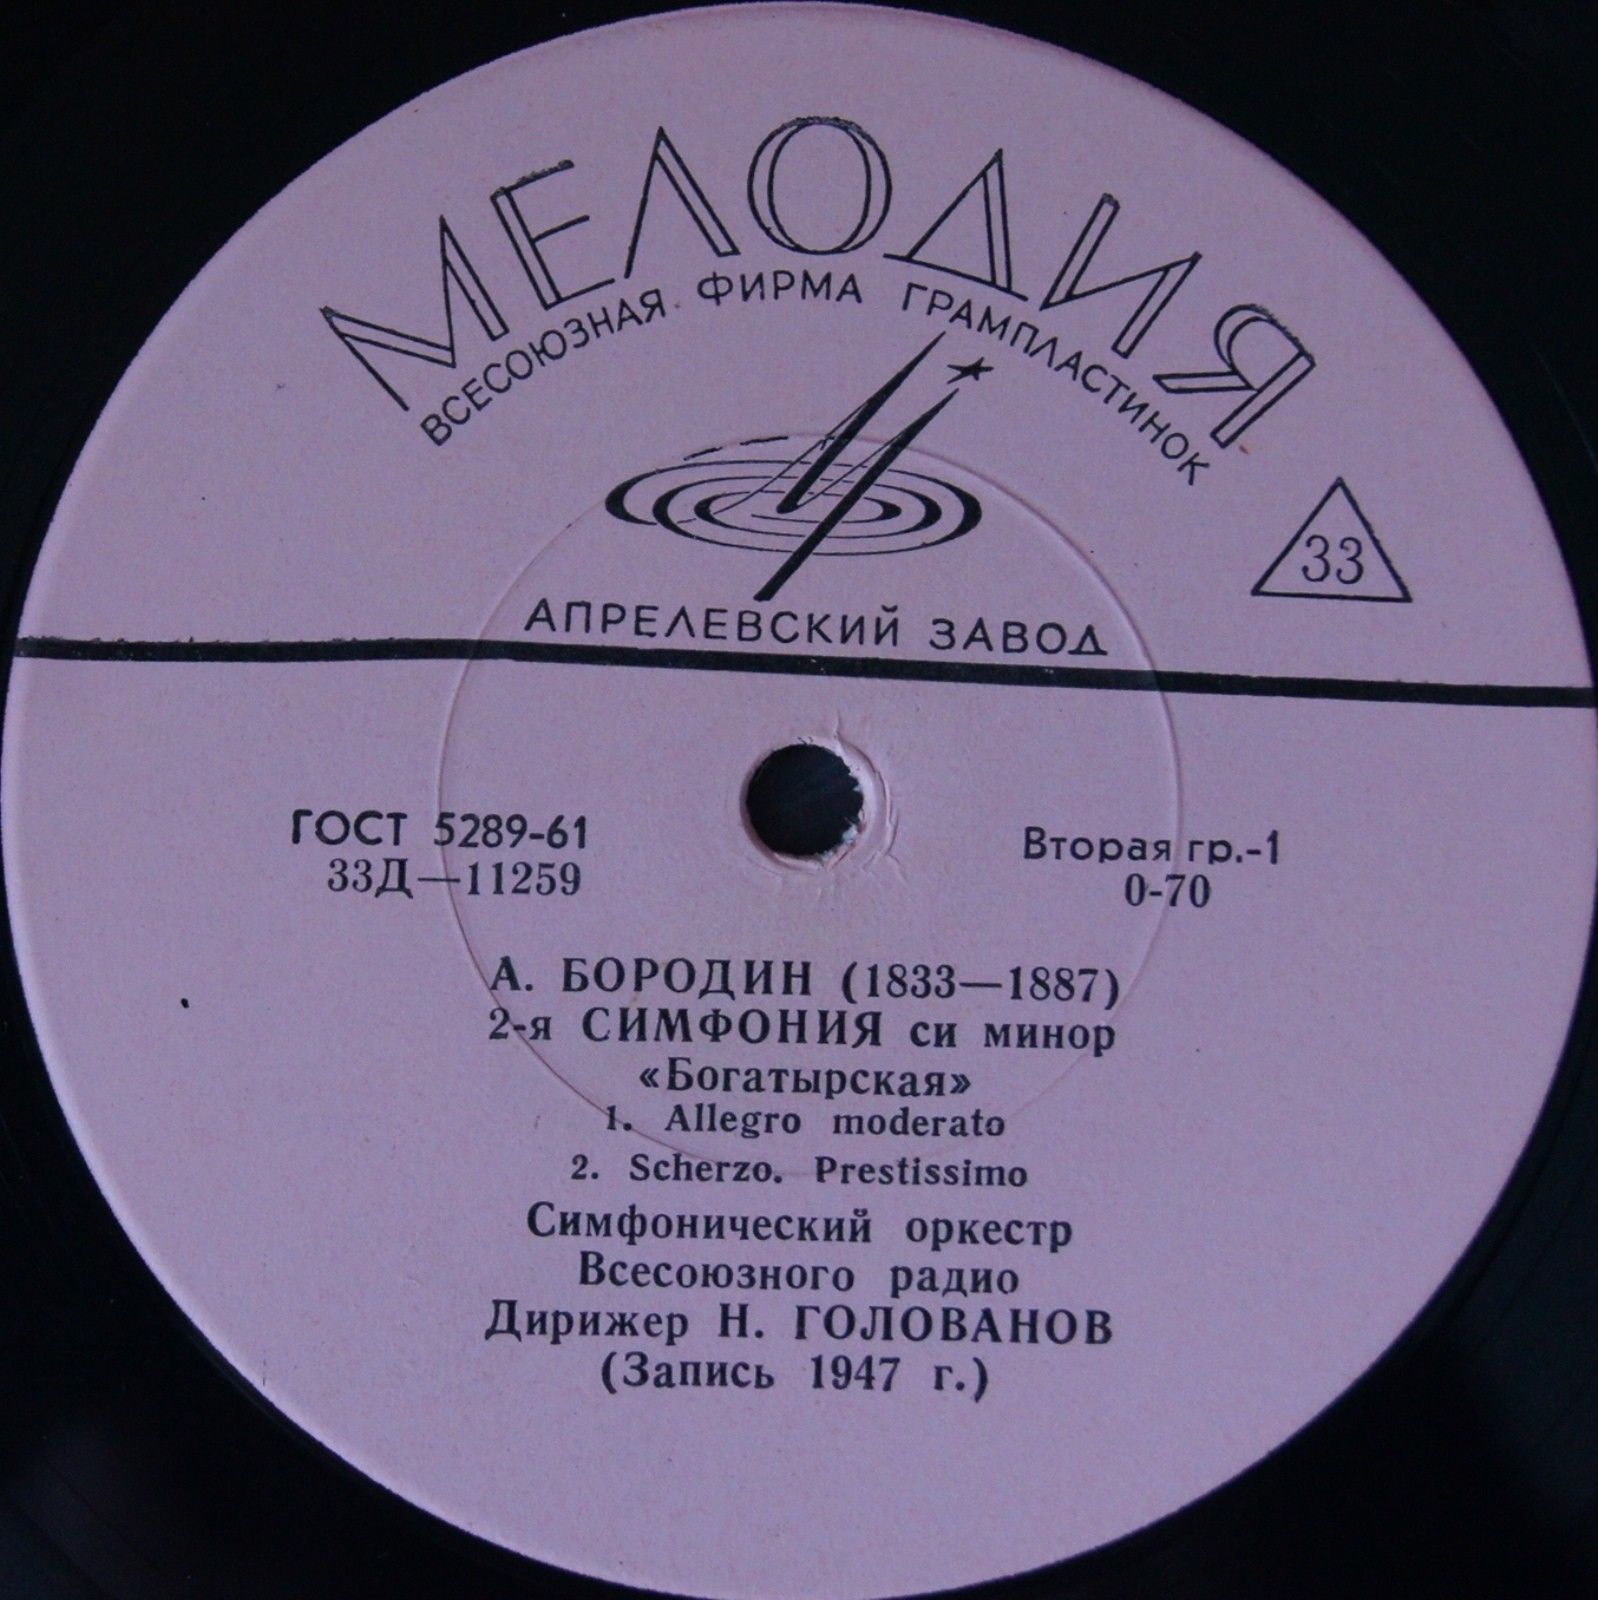 МЕЛОДИЯ
ВСЕСОЮЗНАЯ ФИРМА ГРАМПЛАСТИНОК
33
АПРЕЛЕВСКИЙ ЗАВОД
ГОСТ 5289-61
33Д—11259
Вторая гр.-1
0-70
А. БОРОДИН (1833—1887)
2-я СИМФОНИЯ си минор
«Богатырская»
1. Allegro moderato
2. Scherzo. Prestissimo
Симфонический оркестр
Всесоюзного радио
Дирижер Н. ГОЛОВАНОВ
(Запись 1947 г.)